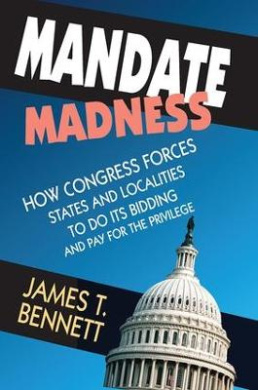 MANDATE
MADNESS
HOW CONGRESS FORCES
STATES AND LOCALITIES
TO DO ITS BIDDING
AND PAY FOR THE PRIVILEGE
JAMES T.
BENNETT